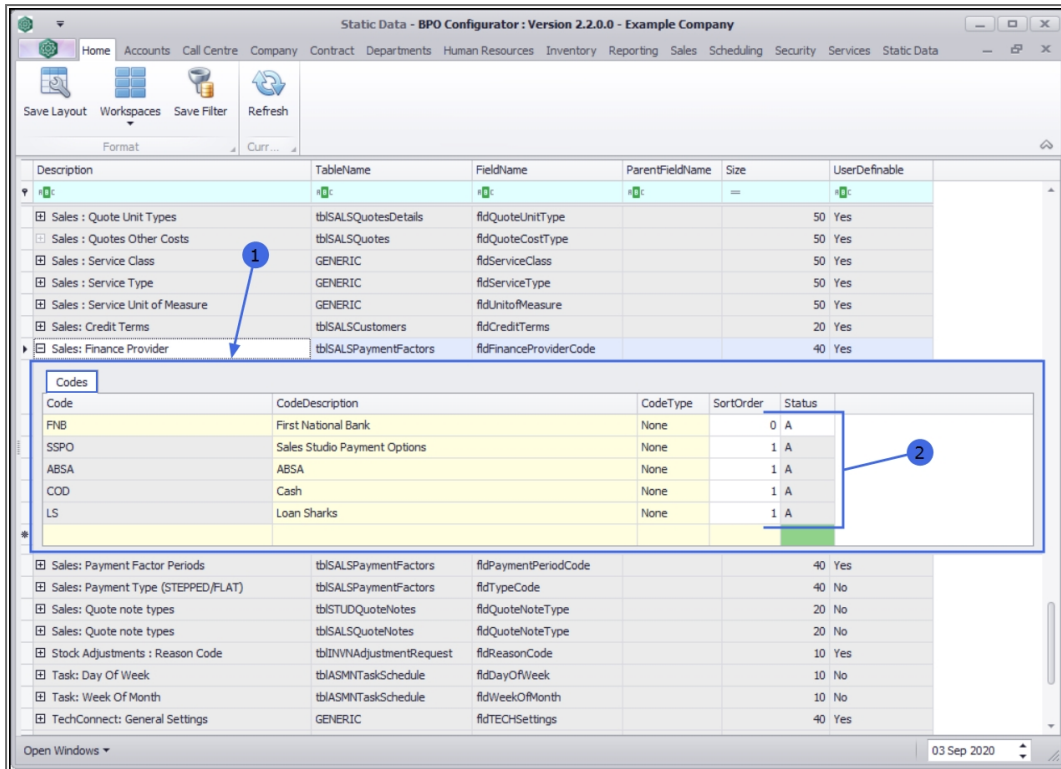 Static Data - BPO Configurator : Version 2.2.0.0 - Example Company
Home Accounts Call Centre Company Contract Departments Human Resources Inventory Reporting Sales Scheduling Security Services Static Data
Save Layout Workspaces Save Filter Refresh
Format Curr...
Description TableName FieldName ParentFieldName Size UserDefinable
Sales : Quote Unit Types tblSALSQuotesDetails fldQuoteUnitType 50 Yes
Sales : Quotes Other Costs tblSALSQuotes fldQuoteCostType 50 Yes
1
Sales : Service Class GENERIC fldServiceClass 50 Yes
Sales : Service Type GENERIC fldServiceType 50 Yes
Sales : Service Unit of Measure GENERIC fldUnitofMeasure 50 Yes
Sales: Credit Terms tblSALSCustomers fldCreditTerms 20 Yes
Sales: Finance Provider tblSALSPaymentFactors fldFinanceProviderCode 40 Yes
Codes
Code CodeDescription CodeType SortOrder Status
FNB First National Bank None 0 A
SSPO Sales Studio Payment Options None 1 A
2
ABSA ABSA None 1 A
COD Cash None 1 A
LS Loan Sharks None 1 A
Sales: Payment Factor Periods tblSALSPaymentFactors fldPaymentPeriodCode 40 Yes
Sales: Payment Type (STEPPED/FLAT) tblSALSPaymentFactors fldTypeCode 40 No
Sales: Quote note types tblSTUDQuoteNotes fldQuoteNoteType 20 No
Sales: Quote note types tblSALSQuoteNotes fldQuoteNoteType 20 No
Stock Adjustments : Reason Code tblINVNAdjustmentRequest fldReasonCode 10 Yes
Task: Day Of Week tblASMNTaskSchedule fldDayOfWeek 10 No
Task: Week Of Month tblASMNTaskSchedule fldWeekOfMonth 10 No
TechConnect: General Settings GENERIC fldTECHSettings 40 Yes
Open Windows 03 Sep 2020